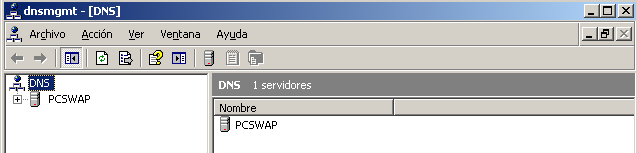 dnsmgmt - [DNS]
Archivo Acción Ver Ventana Ayuda
DNS
PCSWAP
DNS 1 servidores
Nombre
PCSWAP